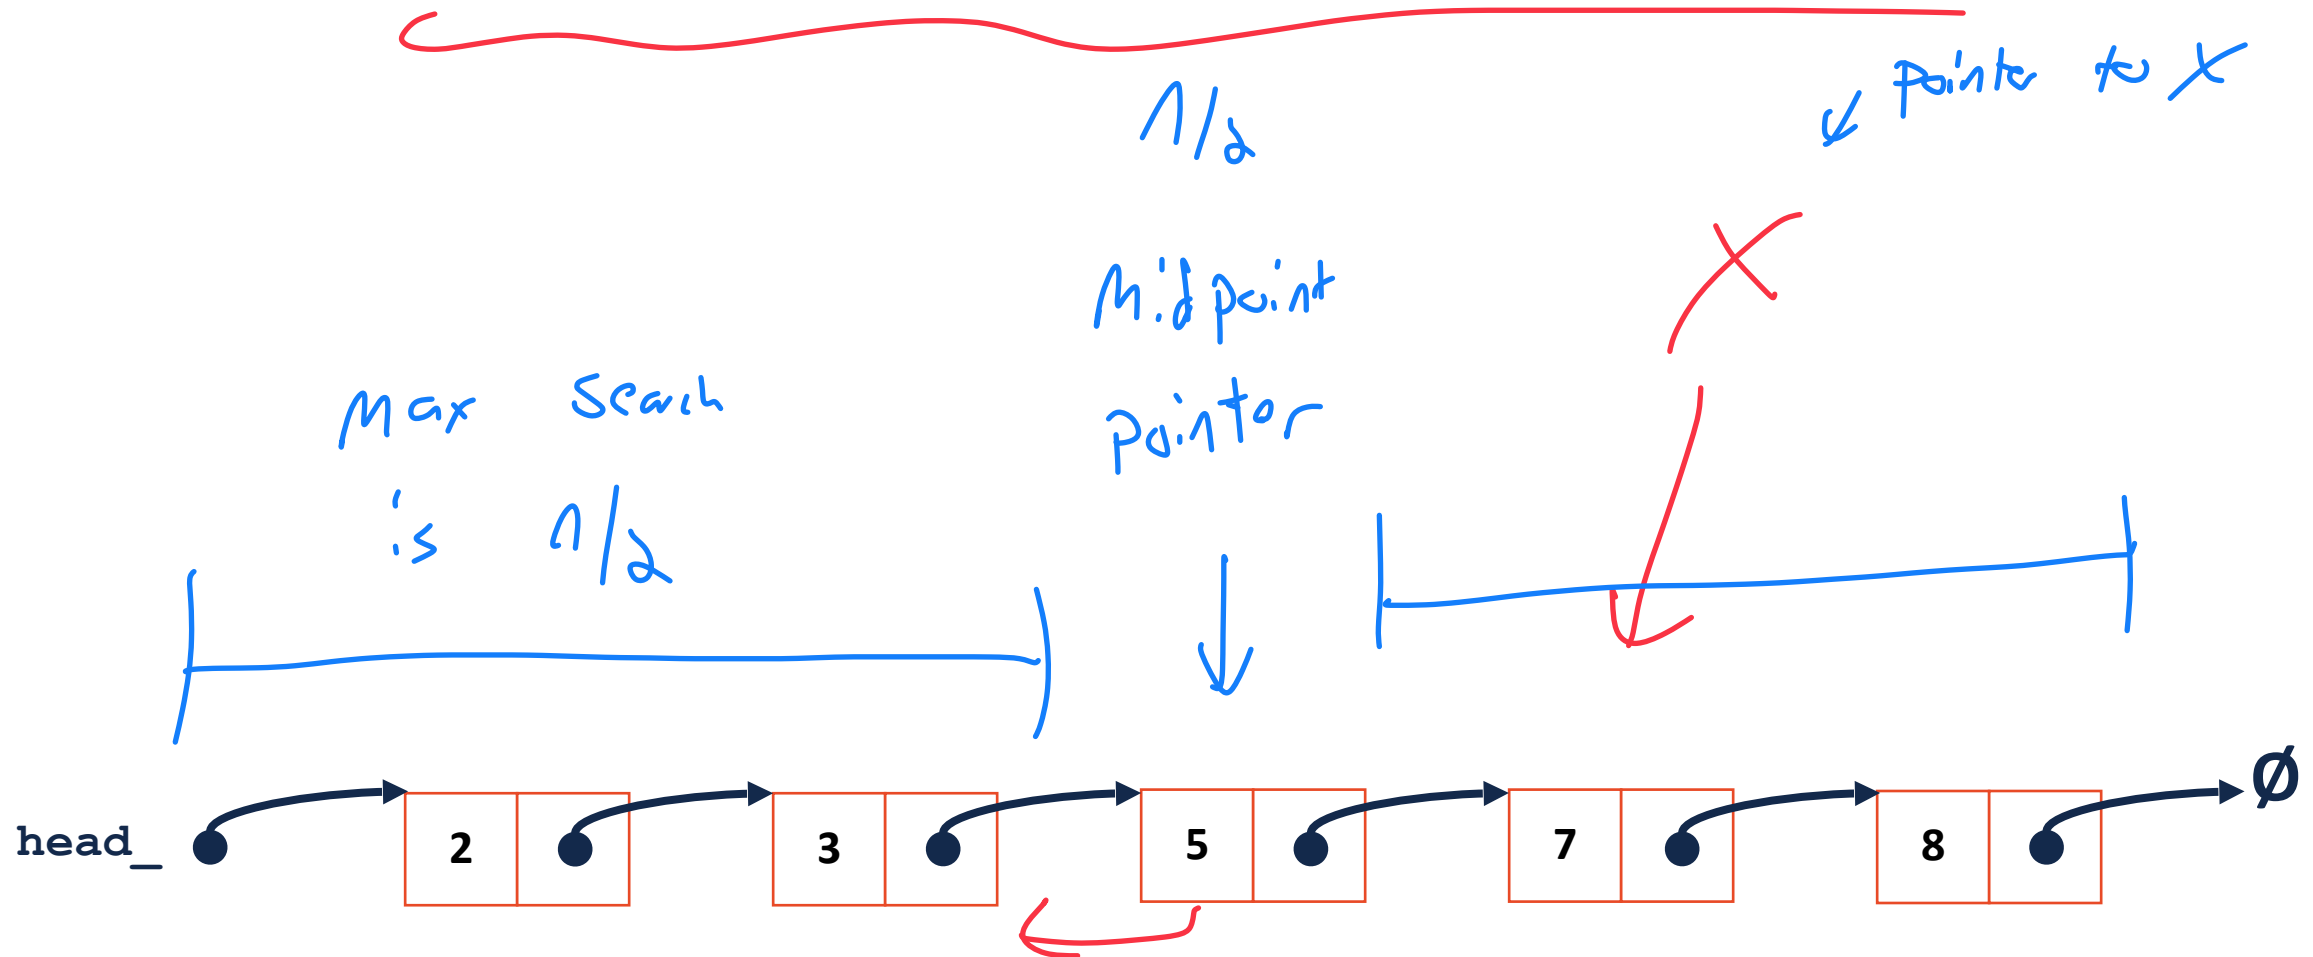 pointer to X
n/2
X
Midpoint
pointer
Max Search
is n/2
head_ 2 3 5 7 8 Ø